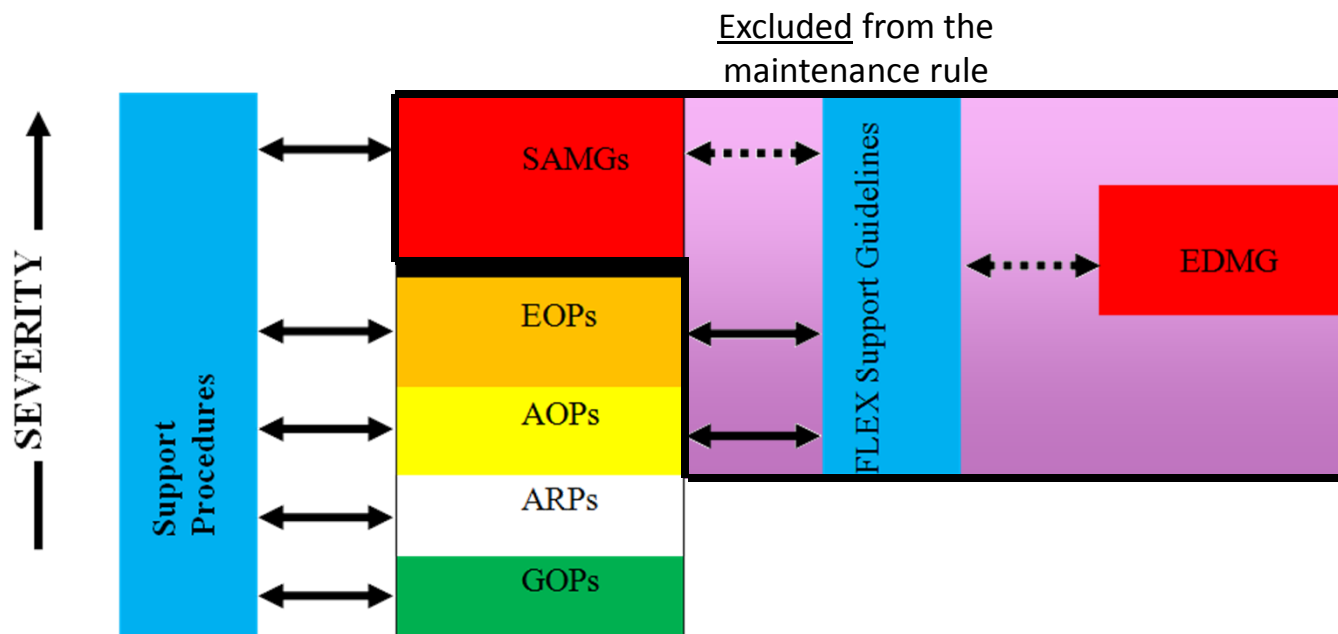 Excluded from the
maintenance rule
SEVERITY
Support
Procedures
SAMGs
EOPs
AOPs
ARPs
GOPs
FLEX Support Guidelines
EDMG